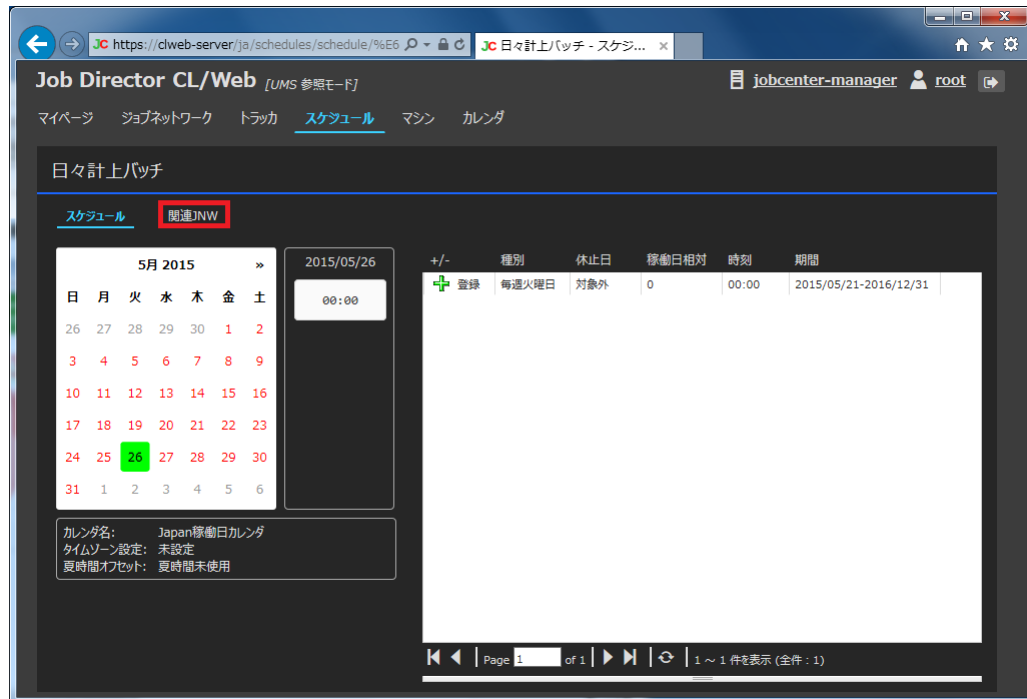 JC https://clweb-server/ja/schedules/schedule/%E6
JC 日々計上バッチ - スケジ... ×
Job Director CL/Web [UMS 参照モード]
jobcenter-manager root
マイページ ジョブネットワーク トラッカ スケジュール マシン カレンダ
日々計上バッチ
スケジュール 関連JNW
5月 2015 »
日 月 火 水 木 金 土
26 27 28 29 30 1 2
3 4 5 6 7 8 9
10 11 12 13 14 15 16
17 18 19 20 21 22 23
24 25 26 27 28 29 30
31 1 2 3 4 5 6
2015/05/26
00:00
+/- 種別 休止日 稼働日相対 時刻 期間
登録 毎週火曜日 対象外 0 00:00 2015/05/21-2016/12/31
カレンダ名: Japan稼働日カレンダ
タイムゾーン設定: 未設定
夏時間オフセット: 夏時間未使用
Page 1 of 1 1 ~ 1 件を表示 (全件 : 1)